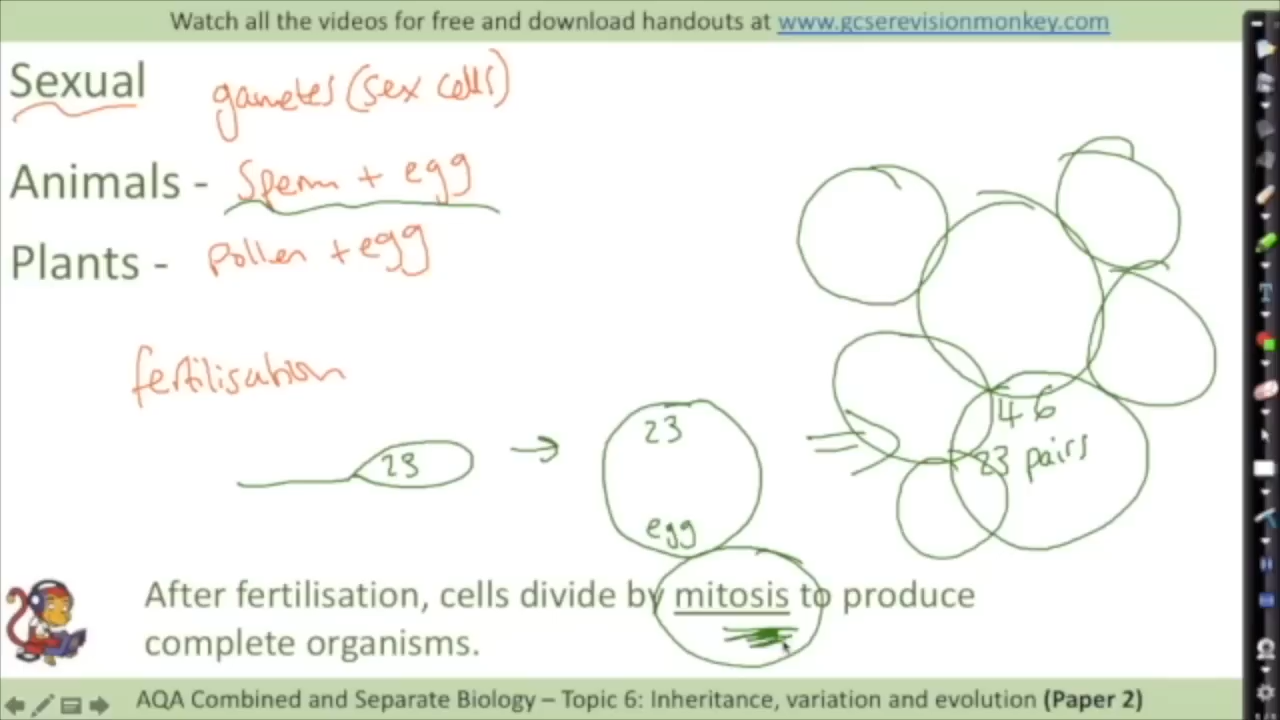 Watch all the videos for free and download handouts at www.gcserevisionmonkey.com
Sexual gametes (sex cells)
Animals - Sperm + egg
Plants - pollen + egg
fertilisation
46
23 pairs
23
23
egg
After fertilisation, cells divide by mitosis to produce
complete organisms.
AQA Combined and Separate Biology – Topic 6: Inheritance, variation and evolution (Paper 2)